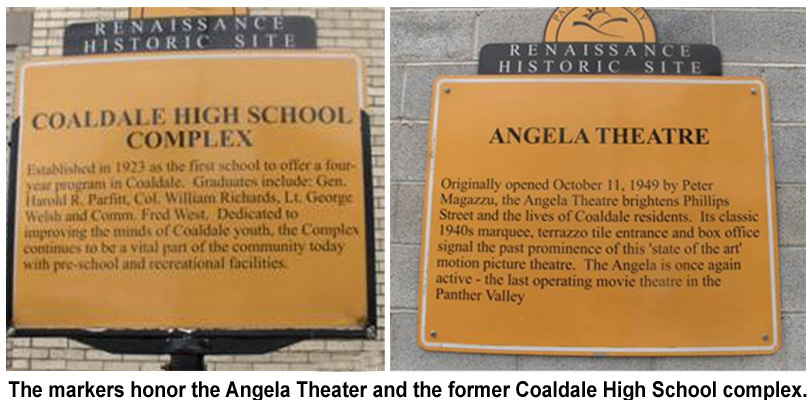 RENAISSANCE
HISTORIC SITE
COALDALE HIGH SCHOOL
COMPLEX
Established in 1923 as the first school to offer a four-
year program in Coaldale. Graduates include: Gen.
Harold R. Parfitt, Col. William Richards, Lt. George
Welsh and Comm. Fred West. Dedicated to
improving the minds of Coaldale youth, the Complex
continues to be a vital part of the community today
with pre-school and recreational facilities.
RENAISSANCE
HISTORIC SITE
ANGELA THEATRE
Originally opened October 11, 1949 by Peter
Magazzu, the Angela Theatre brightens Phillips
Street and the lives of Coaldale residents. Its classic
1940s marquee, terrazzo tile entrance and box office
signal the past prominence of this 'state of the art'
motion picture theatre. The Angela is once again
active - the last operating movie theatre in the
Panther Valley
The markers honor the Angela Theater and the former Coaldale High School complex.